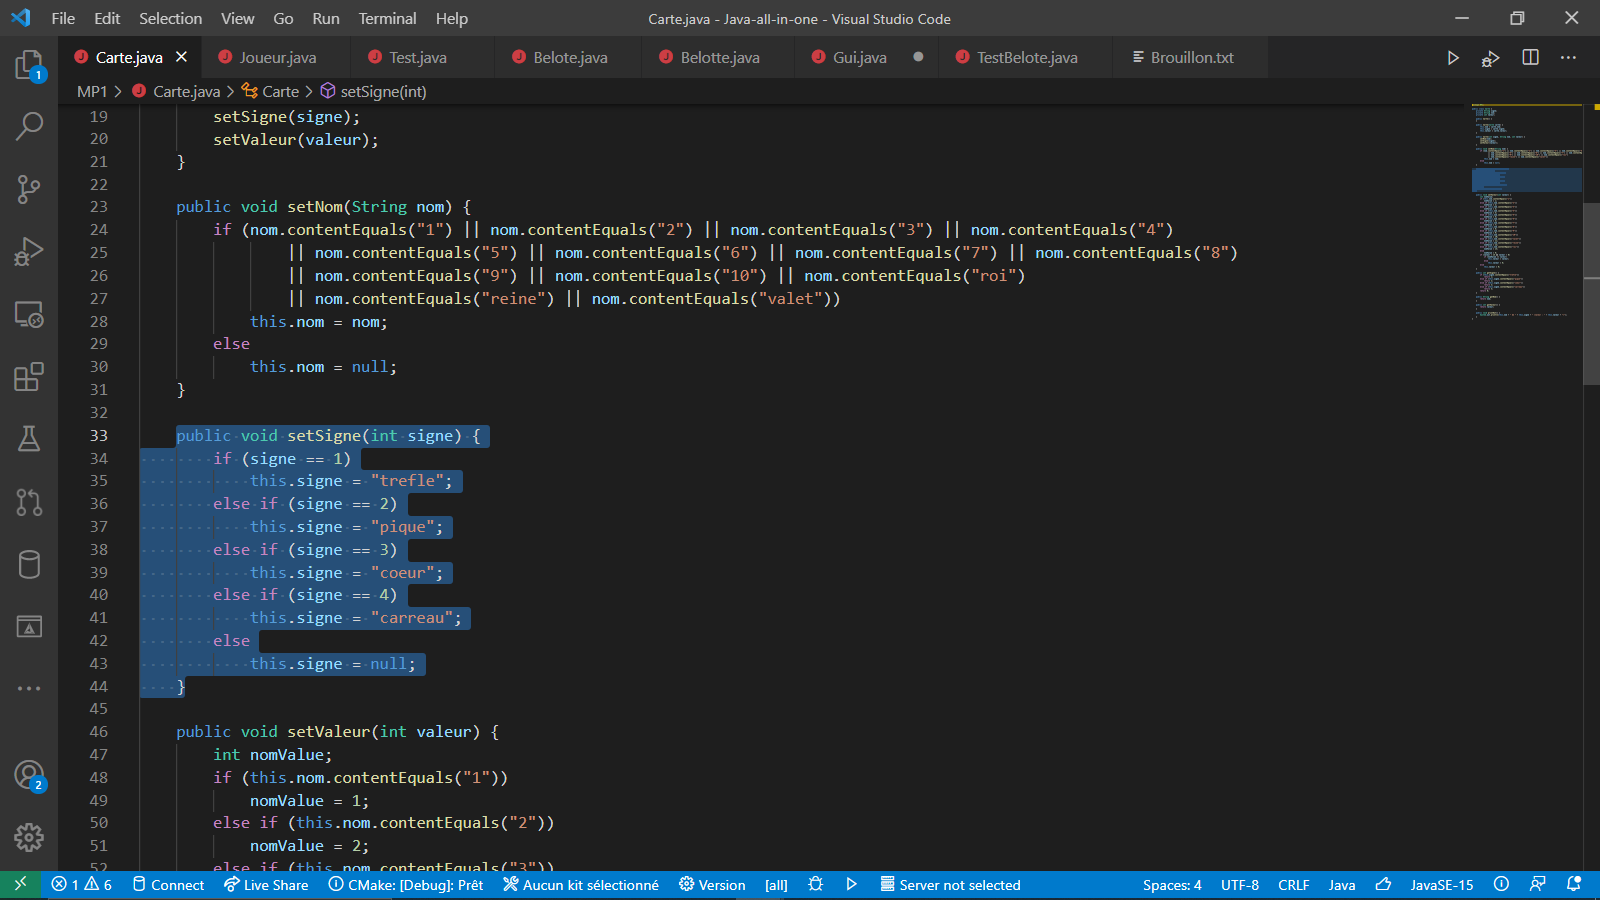 File Edit Selection View Go Run Terminal Help Carte.java - Java-all-in-one - Visual Studio Code
Carte.java Joueur.java Test.java Belote.java Belotte.java Gui.java TestBelote.java Brouillon.txt
MP1 > Carte.java > Carte > setSigne(int)
19 setSigne(signe);
20 setValeur(valeur);
21 }
22
23 public void setNom(String nom) {
24 if (nom.contentEquals("1") || nom.contentEquals("2") || nom.contentEquals("3") || nom.contentEquals("4")
25 || nom.contentEquals("5") || nom.contentEquals("6") || nom.contentEquals("7") || nom.contentEquals("8")
26 || nom.contentEquals("9") || nom.contentEquals("10") || nom.contentEquals("roi")
27 || nom.contentEquals("reine") || nom.contentEquals("valet"))
28 this.nom = nom;
29 else
30 this.nom = null;
31 }
32
33 public void setSigne(int signe) {
34 if (signe == 1)
35 this.signe = "trefle";
36 else if (signe == 2)
37 this.signe = "pique";
38 else if (signe == 3)
39 this.signe = "coeur";
40 else if (signe == 4)
41 this.signe = "carreau";
42 else
43 this.signe = null;
44 }
45
46 public void setValeur(int valeur) {
47 int nomValue;
48 if (this.nom.contentEquals("1"))
49 nomValue = 1;
50 else if (this.nom.contentEquals("2"))
51 nomValue = 2;
52 else if (this.nom.contentEquals("3"))
1
2
1 6 Connect Live Share CMake: [Debug]: Prêt Aucun kit sélectionné Version [all] Server not selected Spaces: 4 UTF-8 CRLF Java JavaSE-15